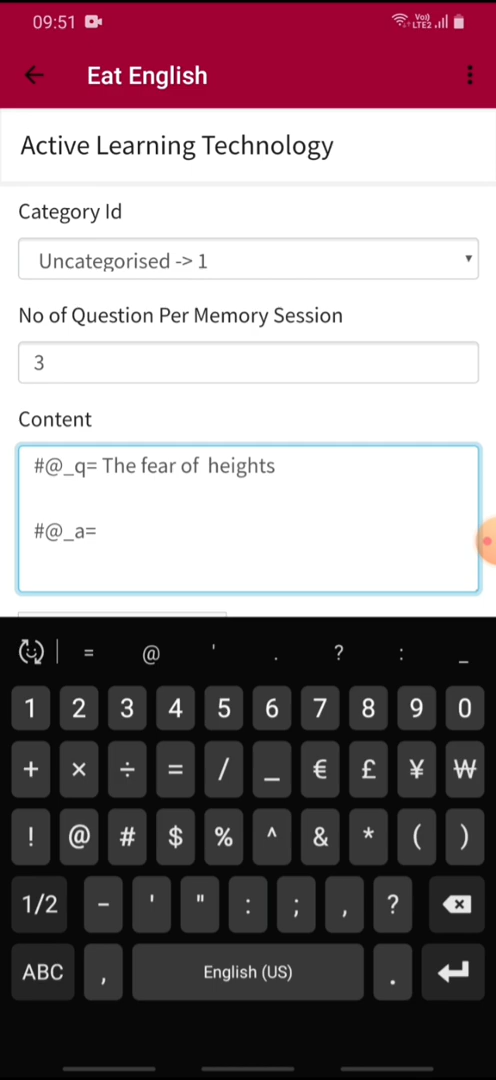 09:51 Vo)) LTE2
Eat English
Active Learning Technology
Category Id
Uncategorised -> 1
No of Question Per Memory Session
3
Content
#@_q= The fear of heights
#@_a=
= @ ' . ? : _
1 2 3 4 5 6 7 8 9 0
+ × ÷ = / _ € £ ¥ ₩
! @ # $ % ^ & * ( )
1/2 - ' " : ; , ?
ABC , English (US) .